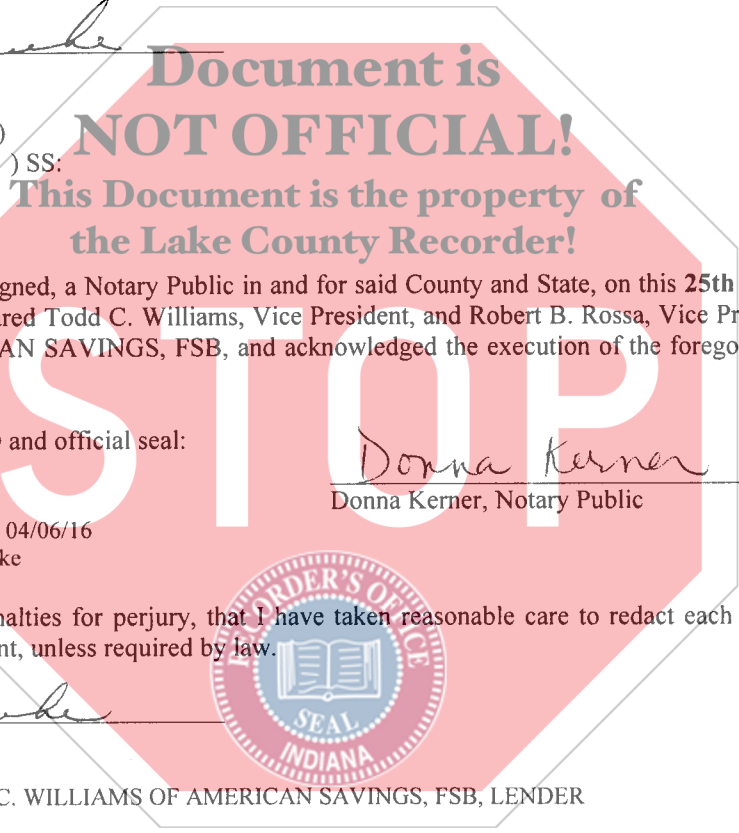 Document is
NOT OFFICIAL!
)
) SS:
This Document is the property of
the Lake County Recorder!
gned, a Notary Public in and for said County and State, on this 25th
red Todd C. Williams, Vice President, and Robert B. Rossa, Vice Pr
AN SAVINGS, FSB, and acknowledged the execution of the forego
STOP
and official seal:
Donna Kerner
Donna Kerner, Notary Public
04/06/16
ke
nalties for perjury, that I have taken reasonable care to redact each
nt, unless required by law.
RECORDER'S OFFICE
SEAL
INDIANA
C. WILLIAMS OF AMERICAN SAVINGS, FSB, LENDER